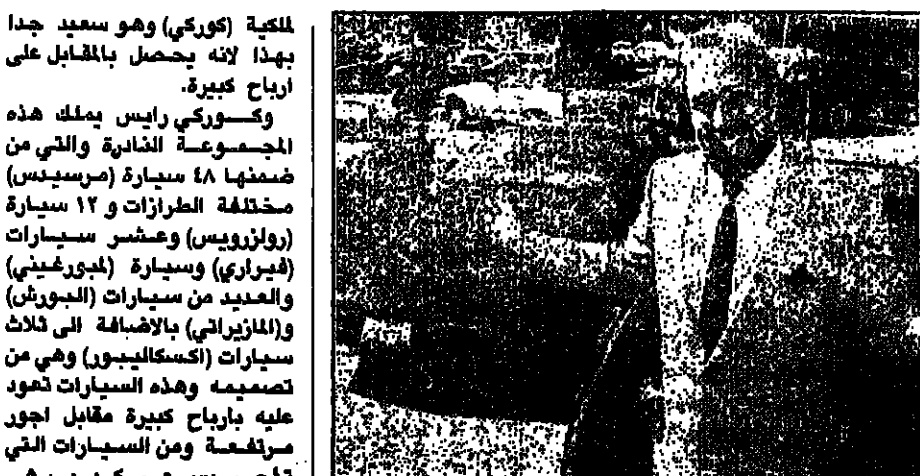 لملكية (كوركي) وهو سعيد جدا
بهذا لانه يحصل بالمقابل على
ارباح كبيرة.
وكوركي رايس يملك هذه
المجموعة النادرة والتي من
ضمنها ٤٨ سيارة (مرسيدس)
مختلفة الطرازات و ١٢ سيارة
(رولزرويس) وعشر سيارات
(فيراري) وسيارة (لمبورغيني)
والعديد من سيارات (البورش)
و(المازيراتي) بالاضافة الى ثلاث
سيارات (اكسكاليبور) وهي من
تصميمه وهذه السيارات تعود
عليه بارباح كبيرة مقابل اجور
مرتفعة ومن السيارات التي